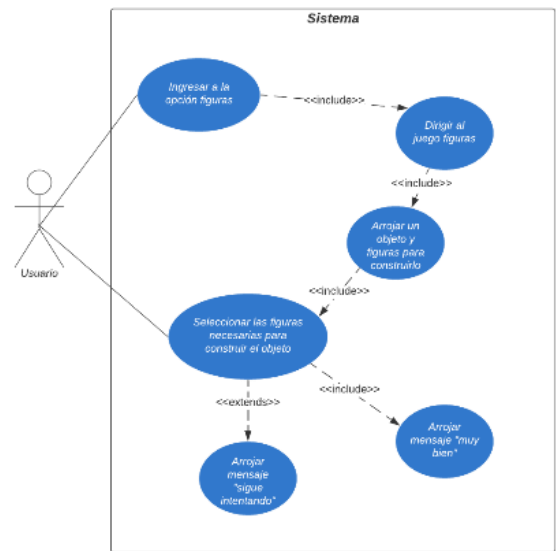 Sistema
Ingresar a la
opción figuras
<<include>>
Dirigir al
juego figuras
<<include>>
Arrojar un
objeto y
figuras para
construirlo
<<include>>
Usuario
Seleccionar las figuras
necesarias para
construir el objeto
<<extends>>
<<include>>
Arrojar
mensaje
"sigue
intentando"
Arrojar
mensaje "muy
bien"